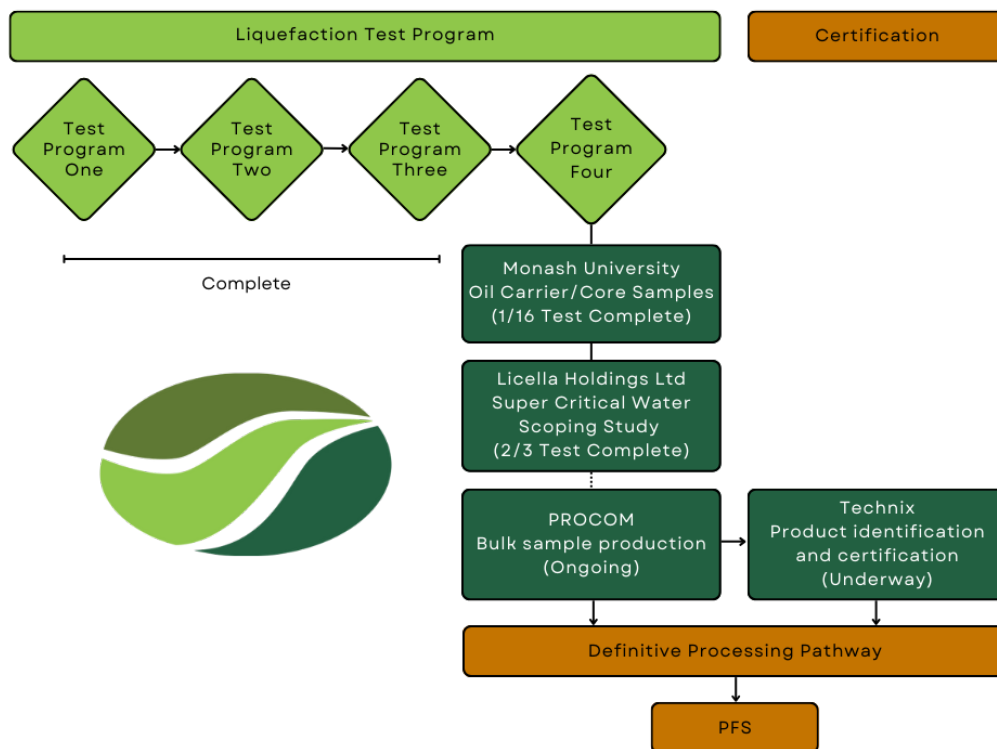 Liquefaction Test Program
Certification
Test
Program
One
Test
Program
Two
Test
Program
Three
Test
Program
Four
Complete
Monash University
Oil Carrier/Core Samples
(1/16 Test Complete)
Licella Holdings Ltd
Super Critical Water
Scoping Study
(2/3 Test Complete)
PROCOM
Bulk sample production
(Ongoing)
Technix
Product identification
and certification
(Underway)
Definitive Processing Pathway
PFS